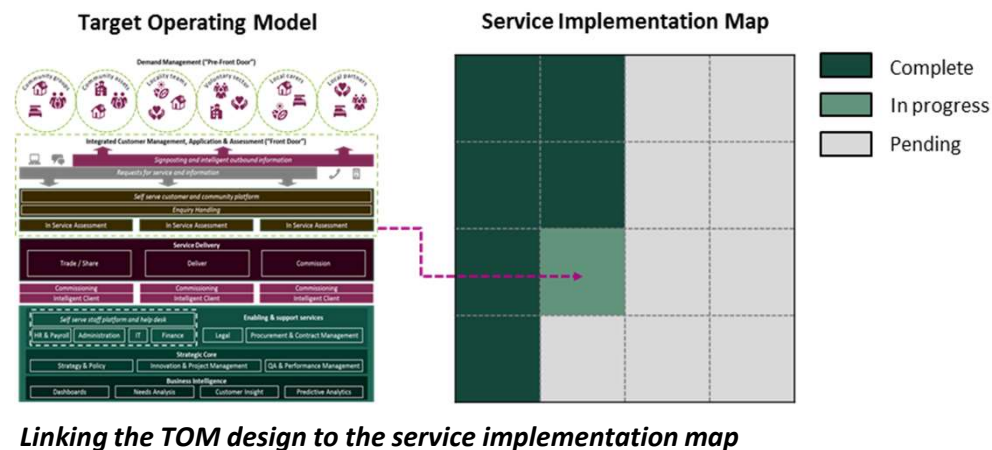 Target Operating Model
Service Implementation Map
Demand Management ("Pre-Front Door")
Community groups
Community assets
Locality teams
Voluntary sector
Local carers
Local partners
Integrated Customer Management, Application & Assessment ("Front Door")
Signposting and intelligent outbound information
Requests for service and information
Self serve customer and community platform
Enquiry Handling
In Service Assessment
In Service Assessment
In Service Assessment
Service Delivery
Trade / Share
Deliver
Commission
Commissioning
Commissioning
Commissioning
Intelligent Client
Intelligent Client
Intelligent Client
Self serve staff platform and help desk
Enabling & support services
HR & Payroll
Administration
IT
Finance
Legal
Procurement & Contract Management
Strategic Core
Strategy & Policy
Innovation & Project Management
QA & Performance Management
Business Intelligence
Dashboards
Needs Analysis
Customer Insight
Predictive Analytics
Complete
In progress
Pending
Linking the TOM design to the service implementation map